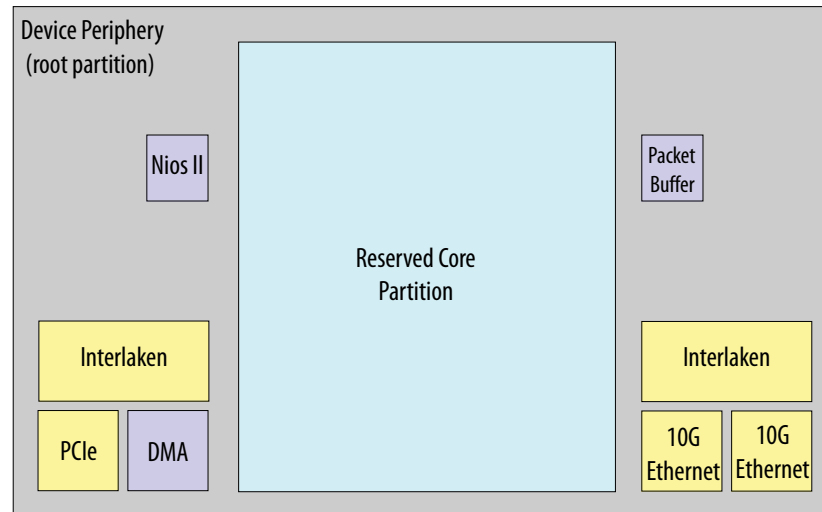 Device Periphery
(root partition)
Nios II
Packet
Buffer
Reserved Core
Partition
Interlaken
Interlaken
PCIe
DMA
10G
Ethernet
10G
Ethernet